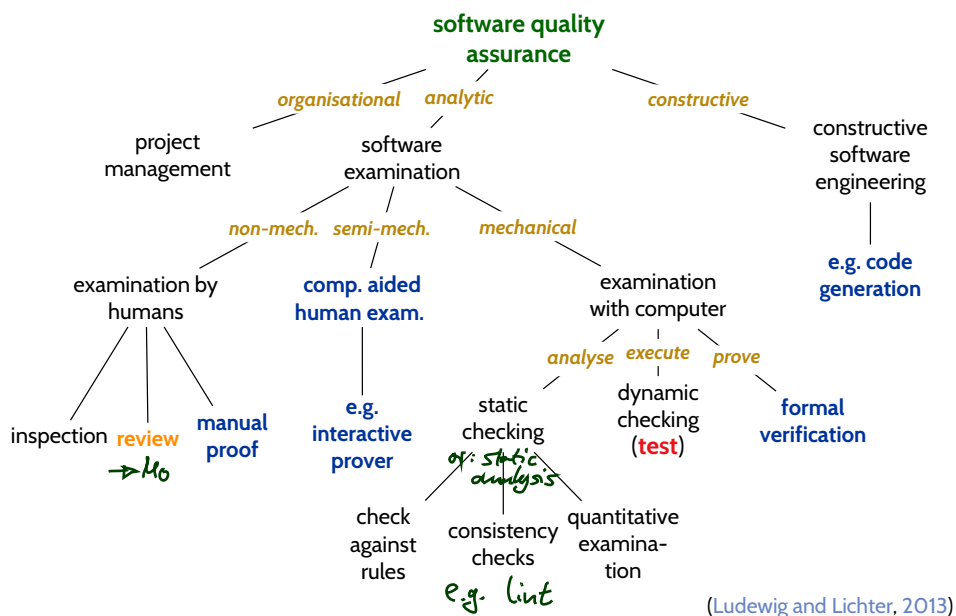 software quality
assurance
organisational
analytic
constructive
project
management
software
examination
constructive
software
engineering
non-mech.
semi-mech.
mechanical
examination by
humans
comp. aided
human exam.
examination
with computer
e.g. code
generation
analyse
execute
prove
inspection
review
manual
proof
e.g.
interactive
prover
static
checking
dynamic
checking
(test)
formal
verification
→ Mo
or: static
analysis
check
against
rules
consistency
checks
quantitative
examina-
tion
e.g. lint
(Ludewig and Lichter, 2013)